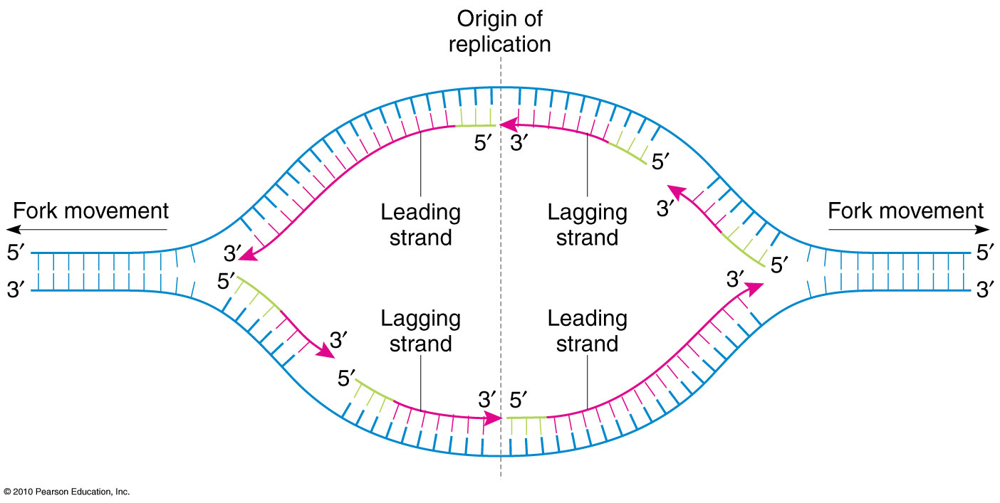 Origin of
replication
5′
3′
5′
3′
Fork movement
Leading
strand
Lagging
strand
Fork movement
5′
3′
3′
5′
5′
3′
5′
3′
Lagging
strand
Leading
strand
3′
5′
3′
5′
3′
© 2010 Pearson Education, Inc.